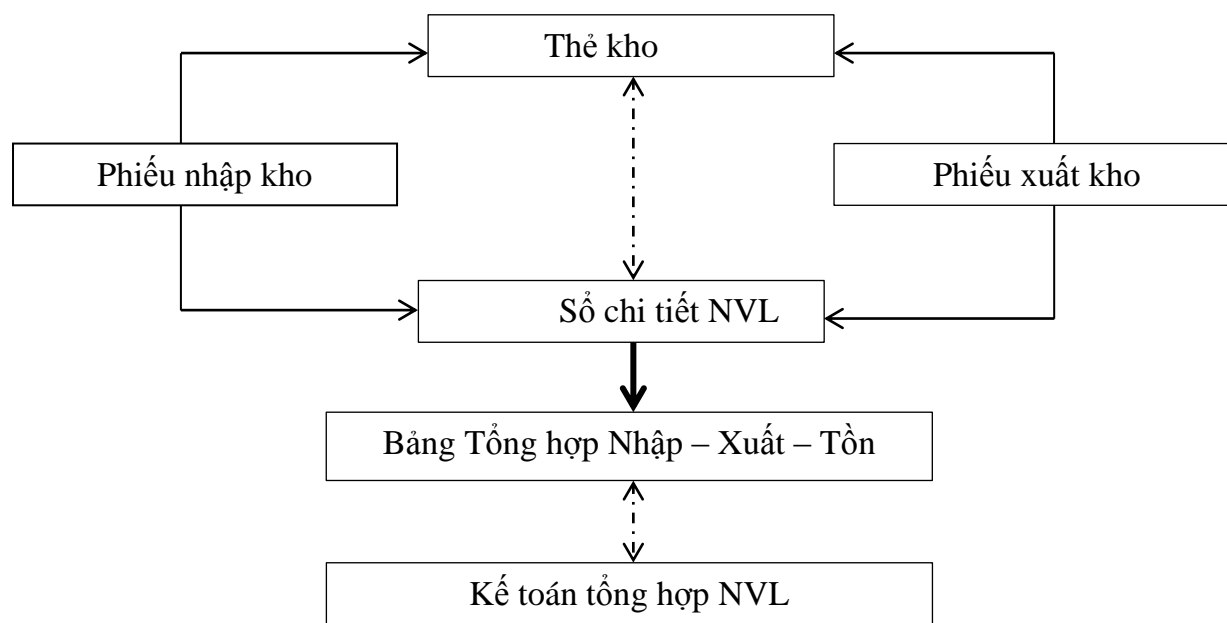 Thẻ kho
Phiếu nhập kho
Phiếu xuất kho
Sổ chi tiết NVL
Bảng Tổng hợp Nhập – Xuất – Tồn
Kế toán tổng hợp NVL